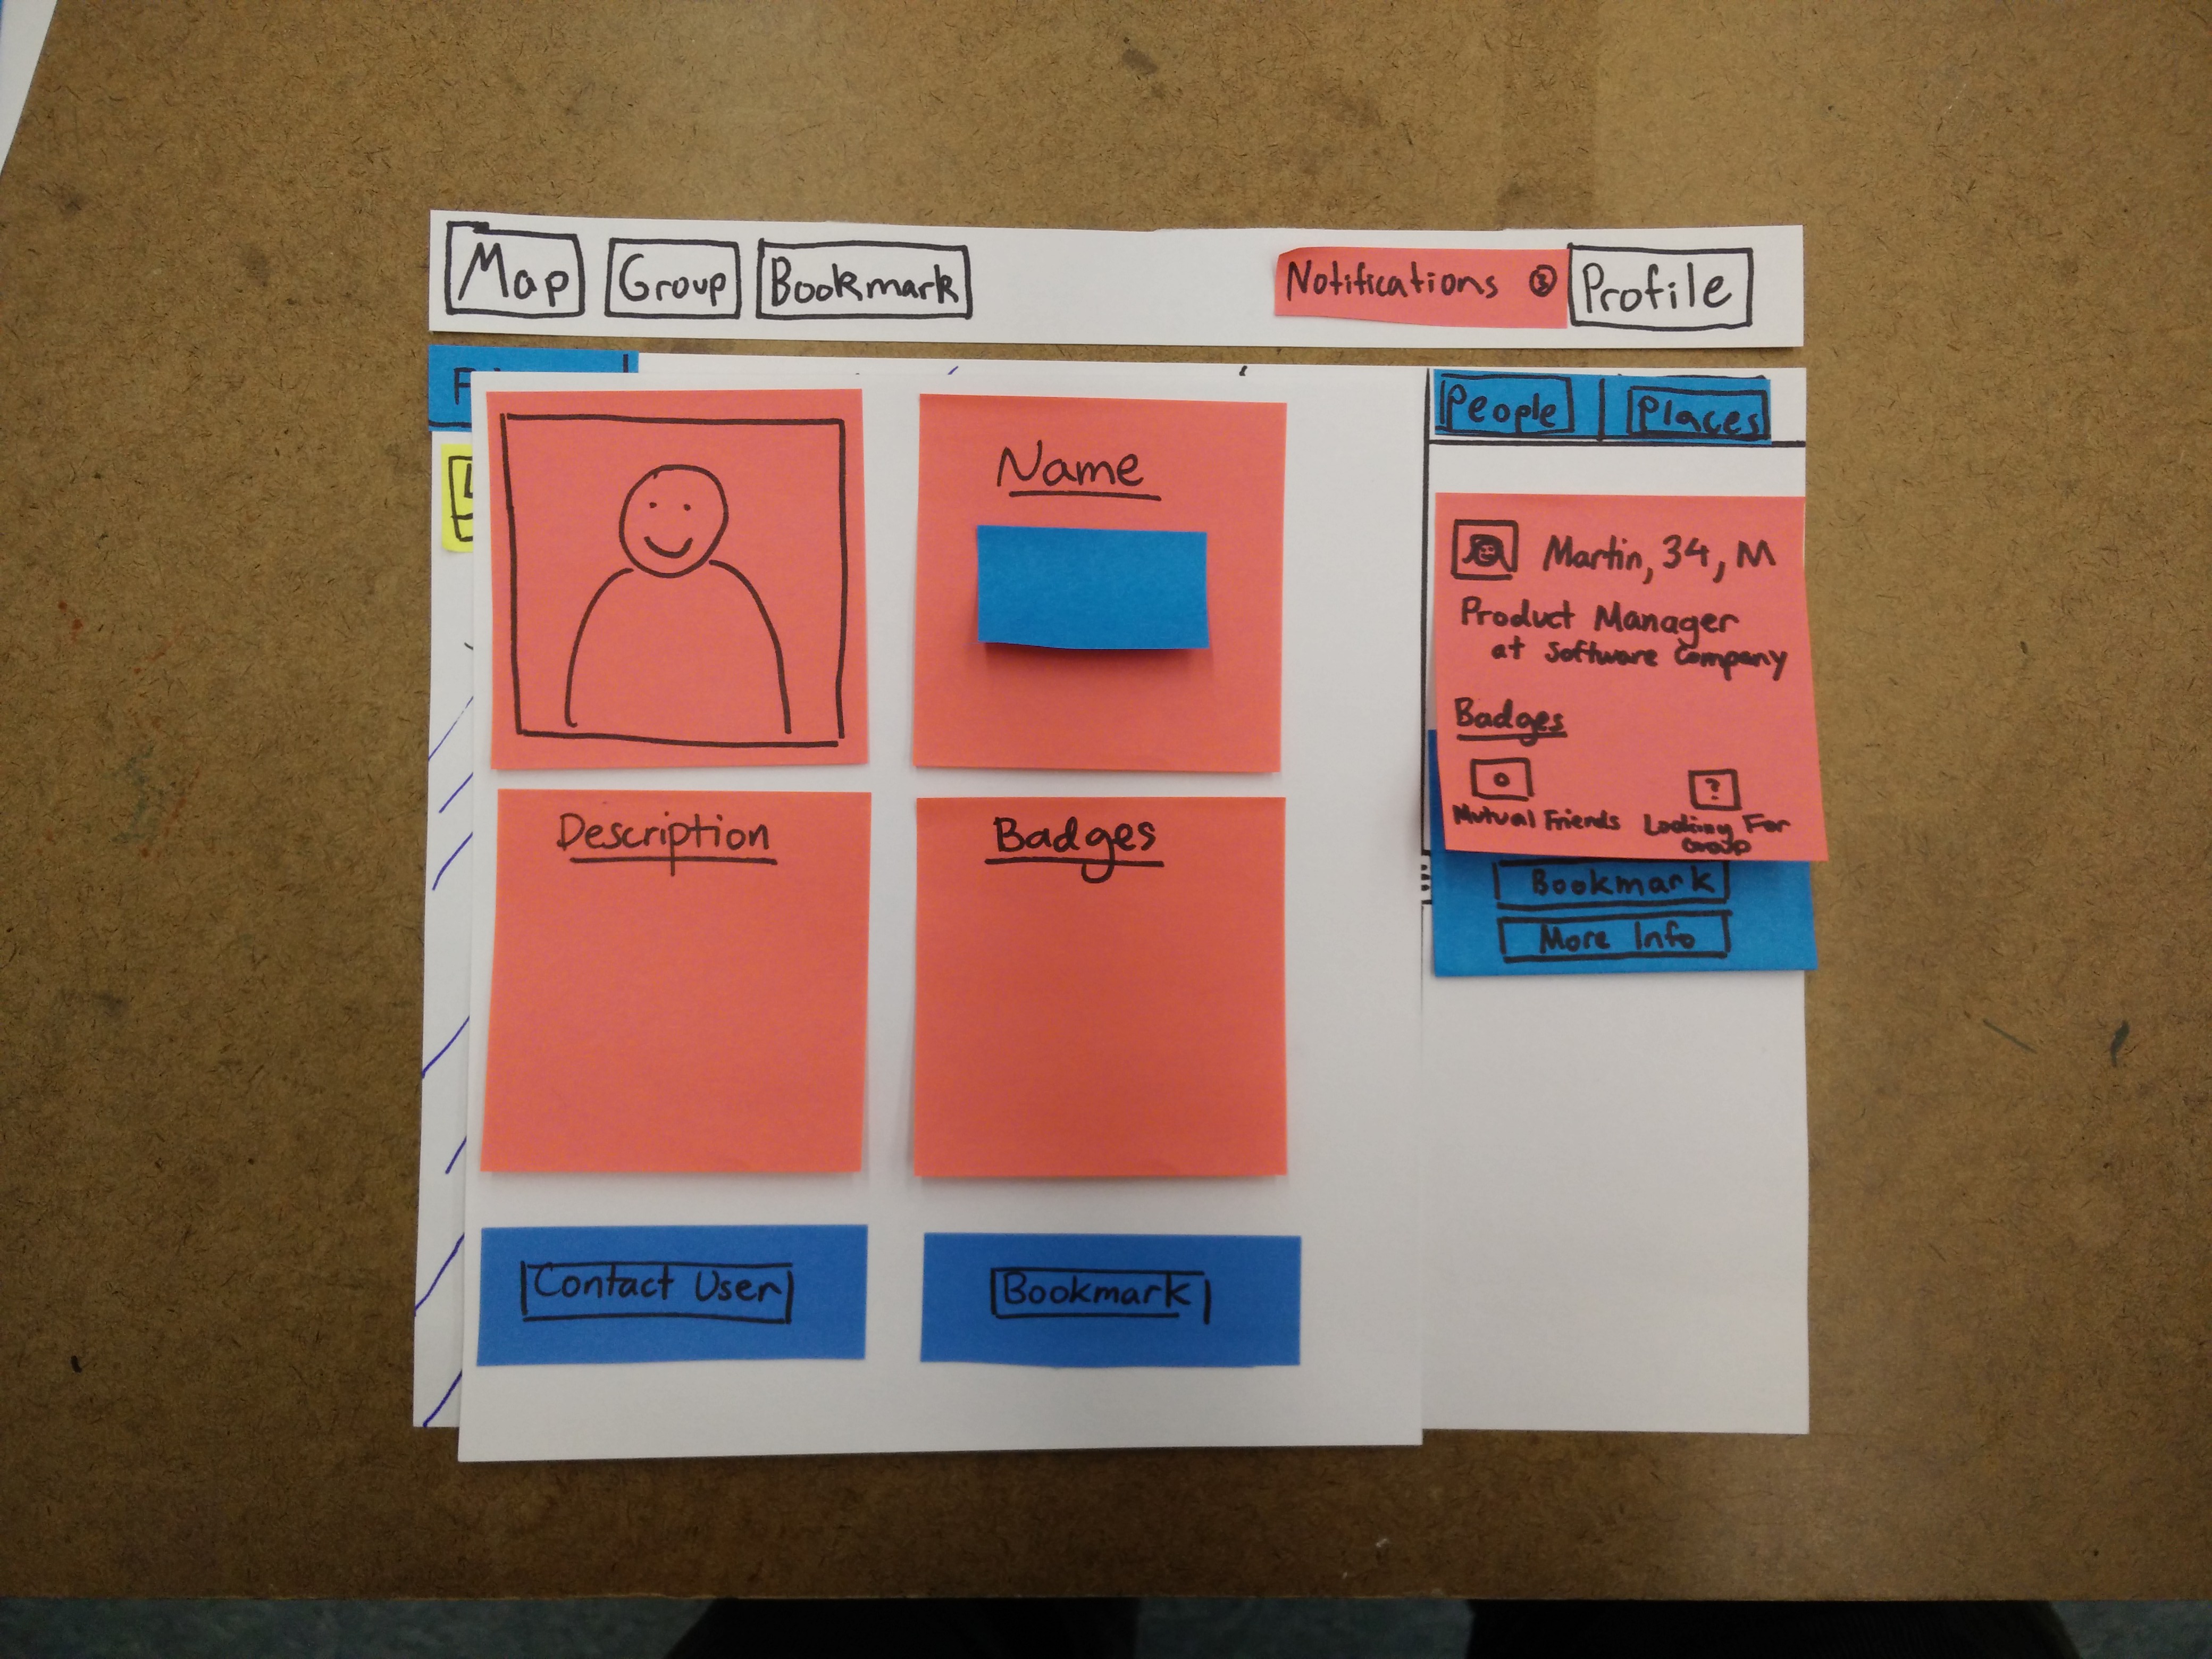 Map Group Bookmark Notifications ③ Profile
People Places
Name
Martin, 34, M
Product Manager
at Software Company
Badges
?
Mutual Friends Looking For
Group
Description
Badges
Bookmark
More Info
Contact User
Bookmark